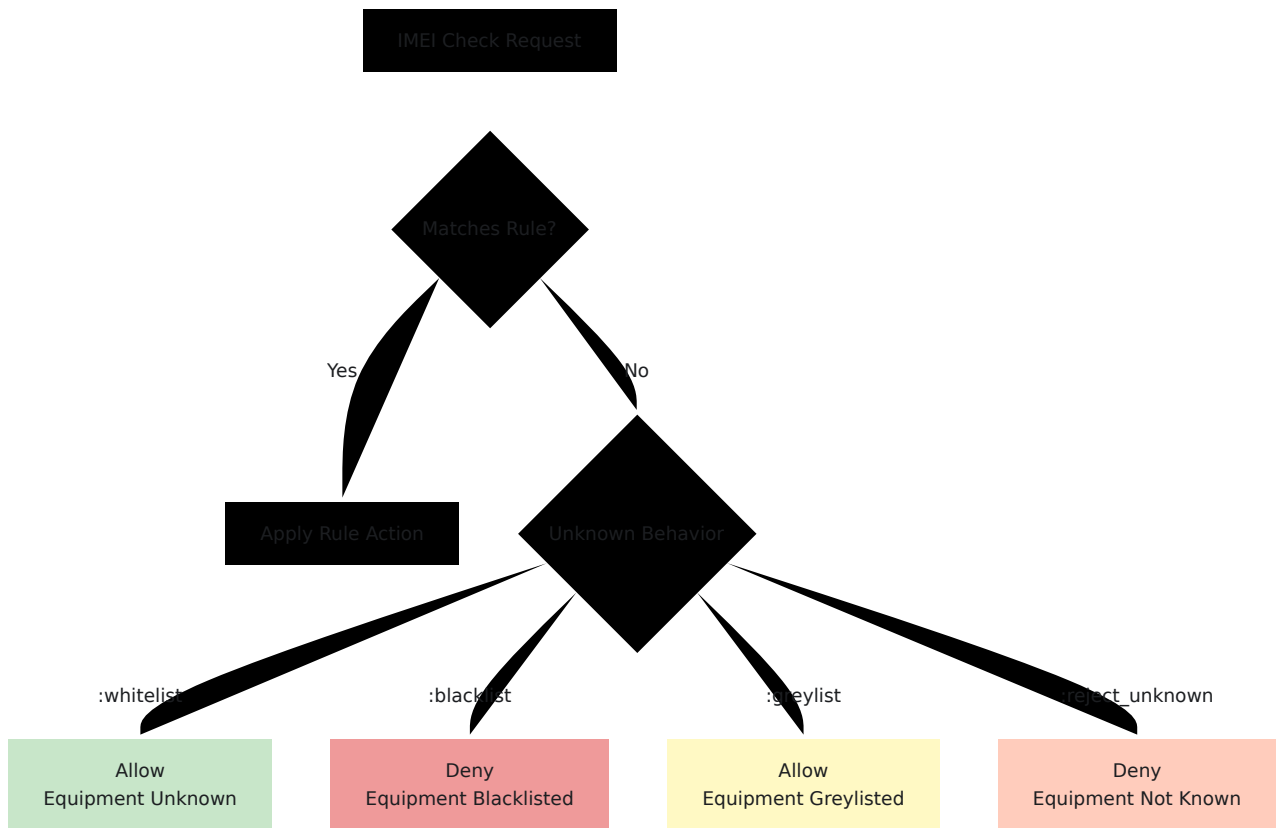 IMEI Check Request
Matches Rule?
Yes
No
Apply Rule Action
Unknown Behavior
:whitelist
:blacklist
:greylist
:reject_unknown
Allow
Equipment Unknown
Deny
Equipment Blacklisted
Allow
Equipment Greylisted
Deny
Equipment Not Known